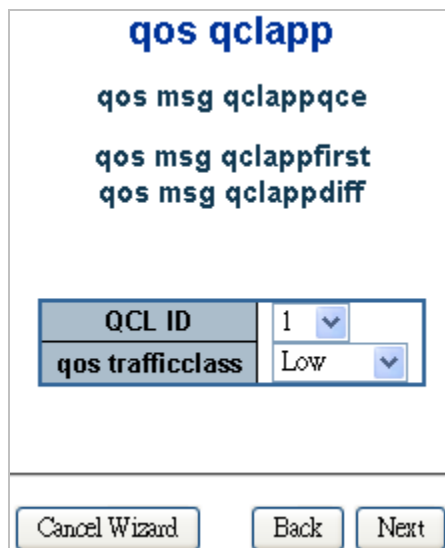 qos qclapp
qos msg qclappqce
qos msg qclappfirst
qos msg qclappdiff
QCL ID 1
qos trafficclass Low
Cancel Wizard Back Next